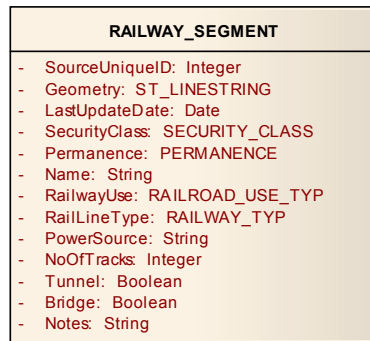 RAILWAY_SEGMENT
- SourceUniqueID: Integer
- Geometry: ST_LINESTRING
- LastUpdateDate: Date
- SecurityClass: SECURITY_CLASS
- Permanence: PERMANENCE
- Name: String
- RailwayUse: RAILROAD_USE_TYP
- RailLineType: RAILWAY_TYP
- PowerSource: String
- NoOfTracks: Integer
- Tunnel: Boolean
- Bridge: Boolean
- Notes: String